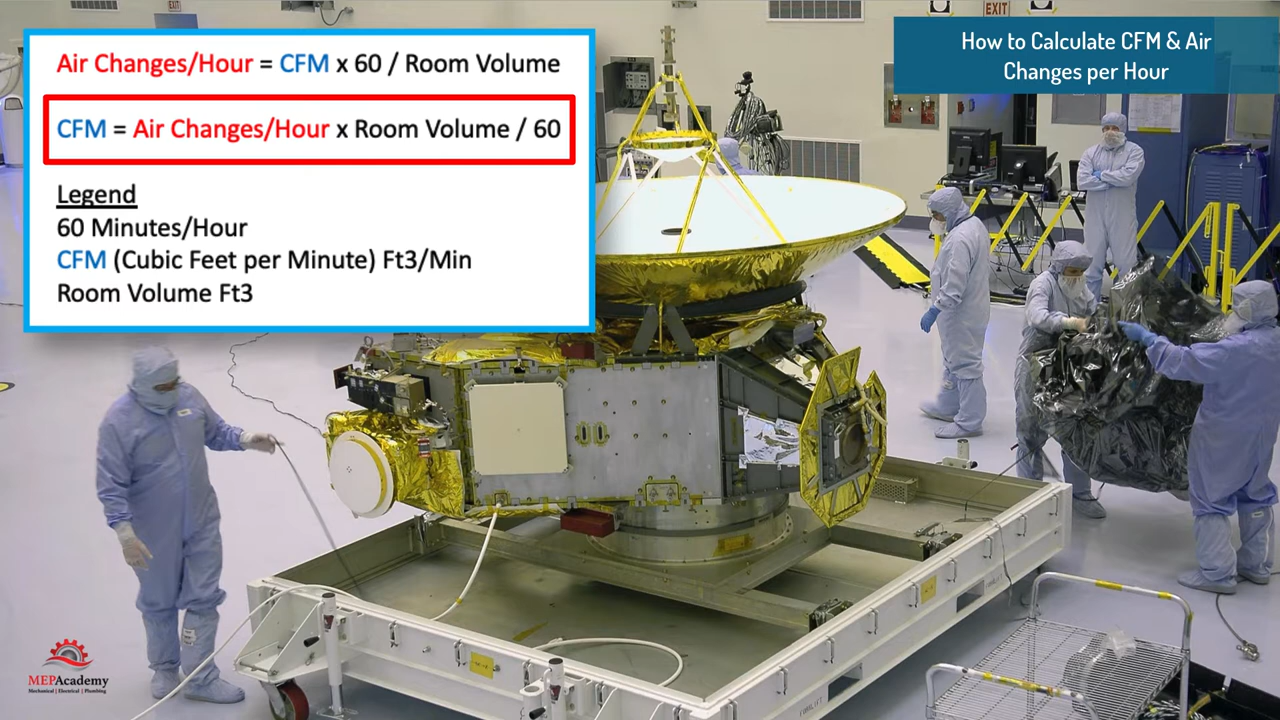 Air Changes/Hour = CFM x 60 / Room Volume
CFM = Air Changes/Hour x Room Volume / 60
Legend
60 Minutes/Hour
CFM (Cubic Feet per Minute) Ft3/Min
Room Volume Ft3
How to Calculate CFM & Air
Changes per Hour
EXIT
EXIT
MEPAcademy
Mechanical | Electrical | Plumbing